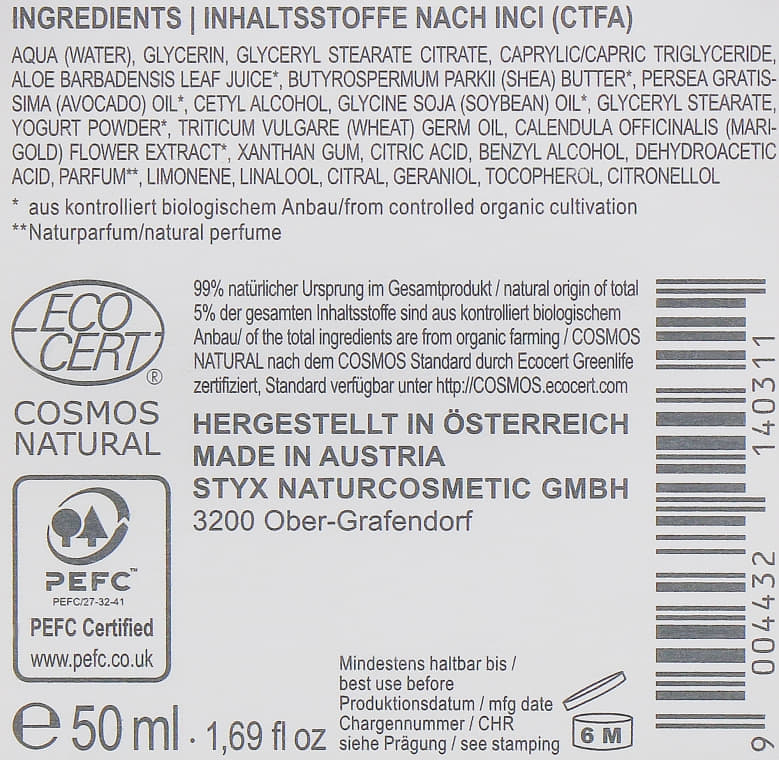 INGREDIENTS | INHALTSSTOFFE NACH INCI (CTFA)
AQUA (WATER), GLYCERIN, GLYCERYL STEARATE CITRATE, CAPRYLIC/CAPRIC TRIGLYCERIDE,
ALOE BARBADENSIS LEAF JUICE*, BUTYROSPERMUM PARKII (SHEA) BUTTER*, PERSEA GRATIS-
SIMA (AVOCADO) OIL*, CETYL ALCOHOL, GLYCINE SOJA (SOYBEAN) OIL*, GLYCERYL STEARATE,
YOGURT POWDER*, TRITICUM VULGARE (WHEAT) GERM OIL, CALENDULA OFFICINALIS (MARI-
GOLD) FLOWER EXTRACT*, XANTHAN GUM, CITRIC ACID, BENZYL ALCOHOL, DEHYDROACETIC
ACID, PARFUM**, LIMONENE, LINALOOL, CITRAL, GERANIOL, TOCOPHEROL, CITRONELLOL
* aus kontrolliert biologischem Anbau/from controlled organic cultivation
**Naturparfum/natural perfume
ECO
CERT®
COSMOS
NATURAL
99% natürlicher Ursprung im Gesamtprodukt / natural origin of total
5% der gesamten Inhaltsstoffe sind aus kontrolliert biologischem
Anbau/ of the total ingredients are from organic farming / COSMOS
NATURAL nach dem COSMOS Standard durch Ecocert Greenlife
zertifiziert, Standard verfügbar unter http://COSMOS.ecocert.com
HERGESTELLT IN ÖSTERREICH
MADE IN AUSTRIA
STYX NATURCOSMETIC GMBH
3200 Ober-Grafendorf
PEFC™
PEFC/27-32-41
PEFC Certified
www.pefc.co.uk
e 50 ml · 1,69 fl oz
Mindestens haltbar bis /
best use before
Produktionsdatum / mfg date
Chargennummer / CHR
siehe Prägung / see stamping
6 M
9 004432 140311